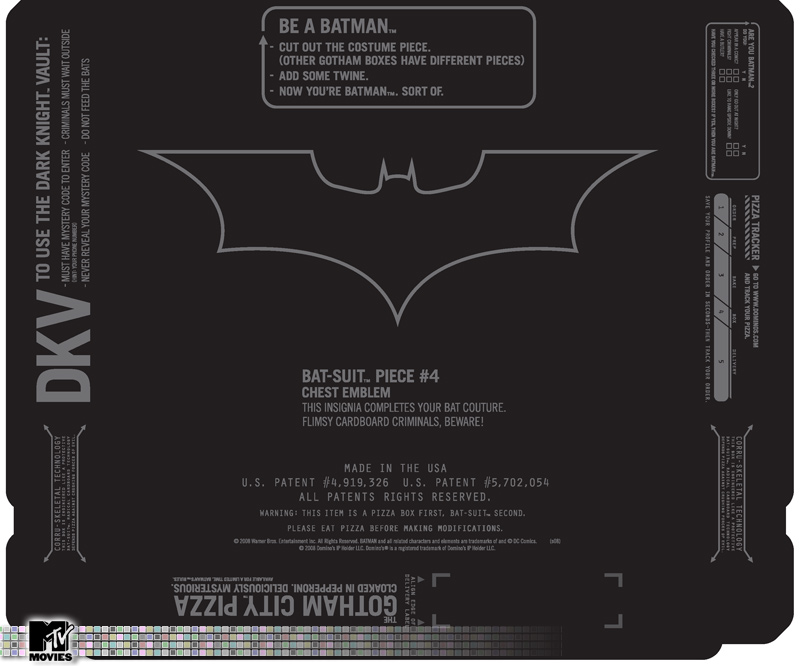 BE A BATMAN™
- CUT OUT THE COSTUME PIECE.
(OTHER GOTHAM BOXES HAVE DIFFERENT PIECES)
- ADD SOME TWINE.
- NOW YOU'RE BATMAN™. SORT OF.
DKV TO USE THE DARK KNIGHT™ VAULT:
- MUST HAVE MYSTERY CODE TO ENTER - CRIMINALS MUST WAIT OUTSIDE
(HINT: YOUR PHONE NUMBER)
- NEVER REVEAL YOUR MYSTERY CODE - DO NOT FEED THE BATS
ARE YOU BATMAN™?
PIZZA TRACKER ▶ GO TO WWW.DOMINOS.COM
AND TRACK YOUR PIZZA.
ORDER PREP BAKE BOX DELIVERY
1 2 3 4 5
SAVE YOUR PROFILE AND ORDER IN SECONDS-THEN TRACK YOUR ORDER.
BAT-SUIT™ PIECE #4
CHEST EMBLEM
THIS INSIGNIA COMPLETES YOUR BAT COUTURE.
FLIMSY CARDBOARD CRIMINALS, BEWARE!
CORRU-SKELETAL TECHNOLOGY
CORRU-SKELETAL TECHNOLOGY
MADE IN THE USA
U.S. PATENT #4,919,326 U.S. PATENT #5,702,054
ALL PATENTS RIGHTS RESERVED.
WARNING: THIS ITEM IS A PIZZA BOX FIRST, BAT-SUIT™ SECOND.
PLEASE EAT PIZZA BEFORE MAKING MODIFICATIONS.
© 2008 Warner Bros. Entertainment Inc. All Rights Reserved. BATMAN and all related characters and elements are trademarks of and © DC Comics. (s08)
© 2008 Domino's IP Holder LLC. Domino's® is a registered trademark of Domino's IP Holder LLC.
THE GOTHAM CITY PIZZA
CLOAKED IN PEPPERONI. DELICIOUSLY MYSTERIOUS.
AVAILABLE FOR A LIMITED TIME. BATMAN'S RULES.
ALIGN EDGE OF
DELIVERY LABEL
MTV
MOVIES